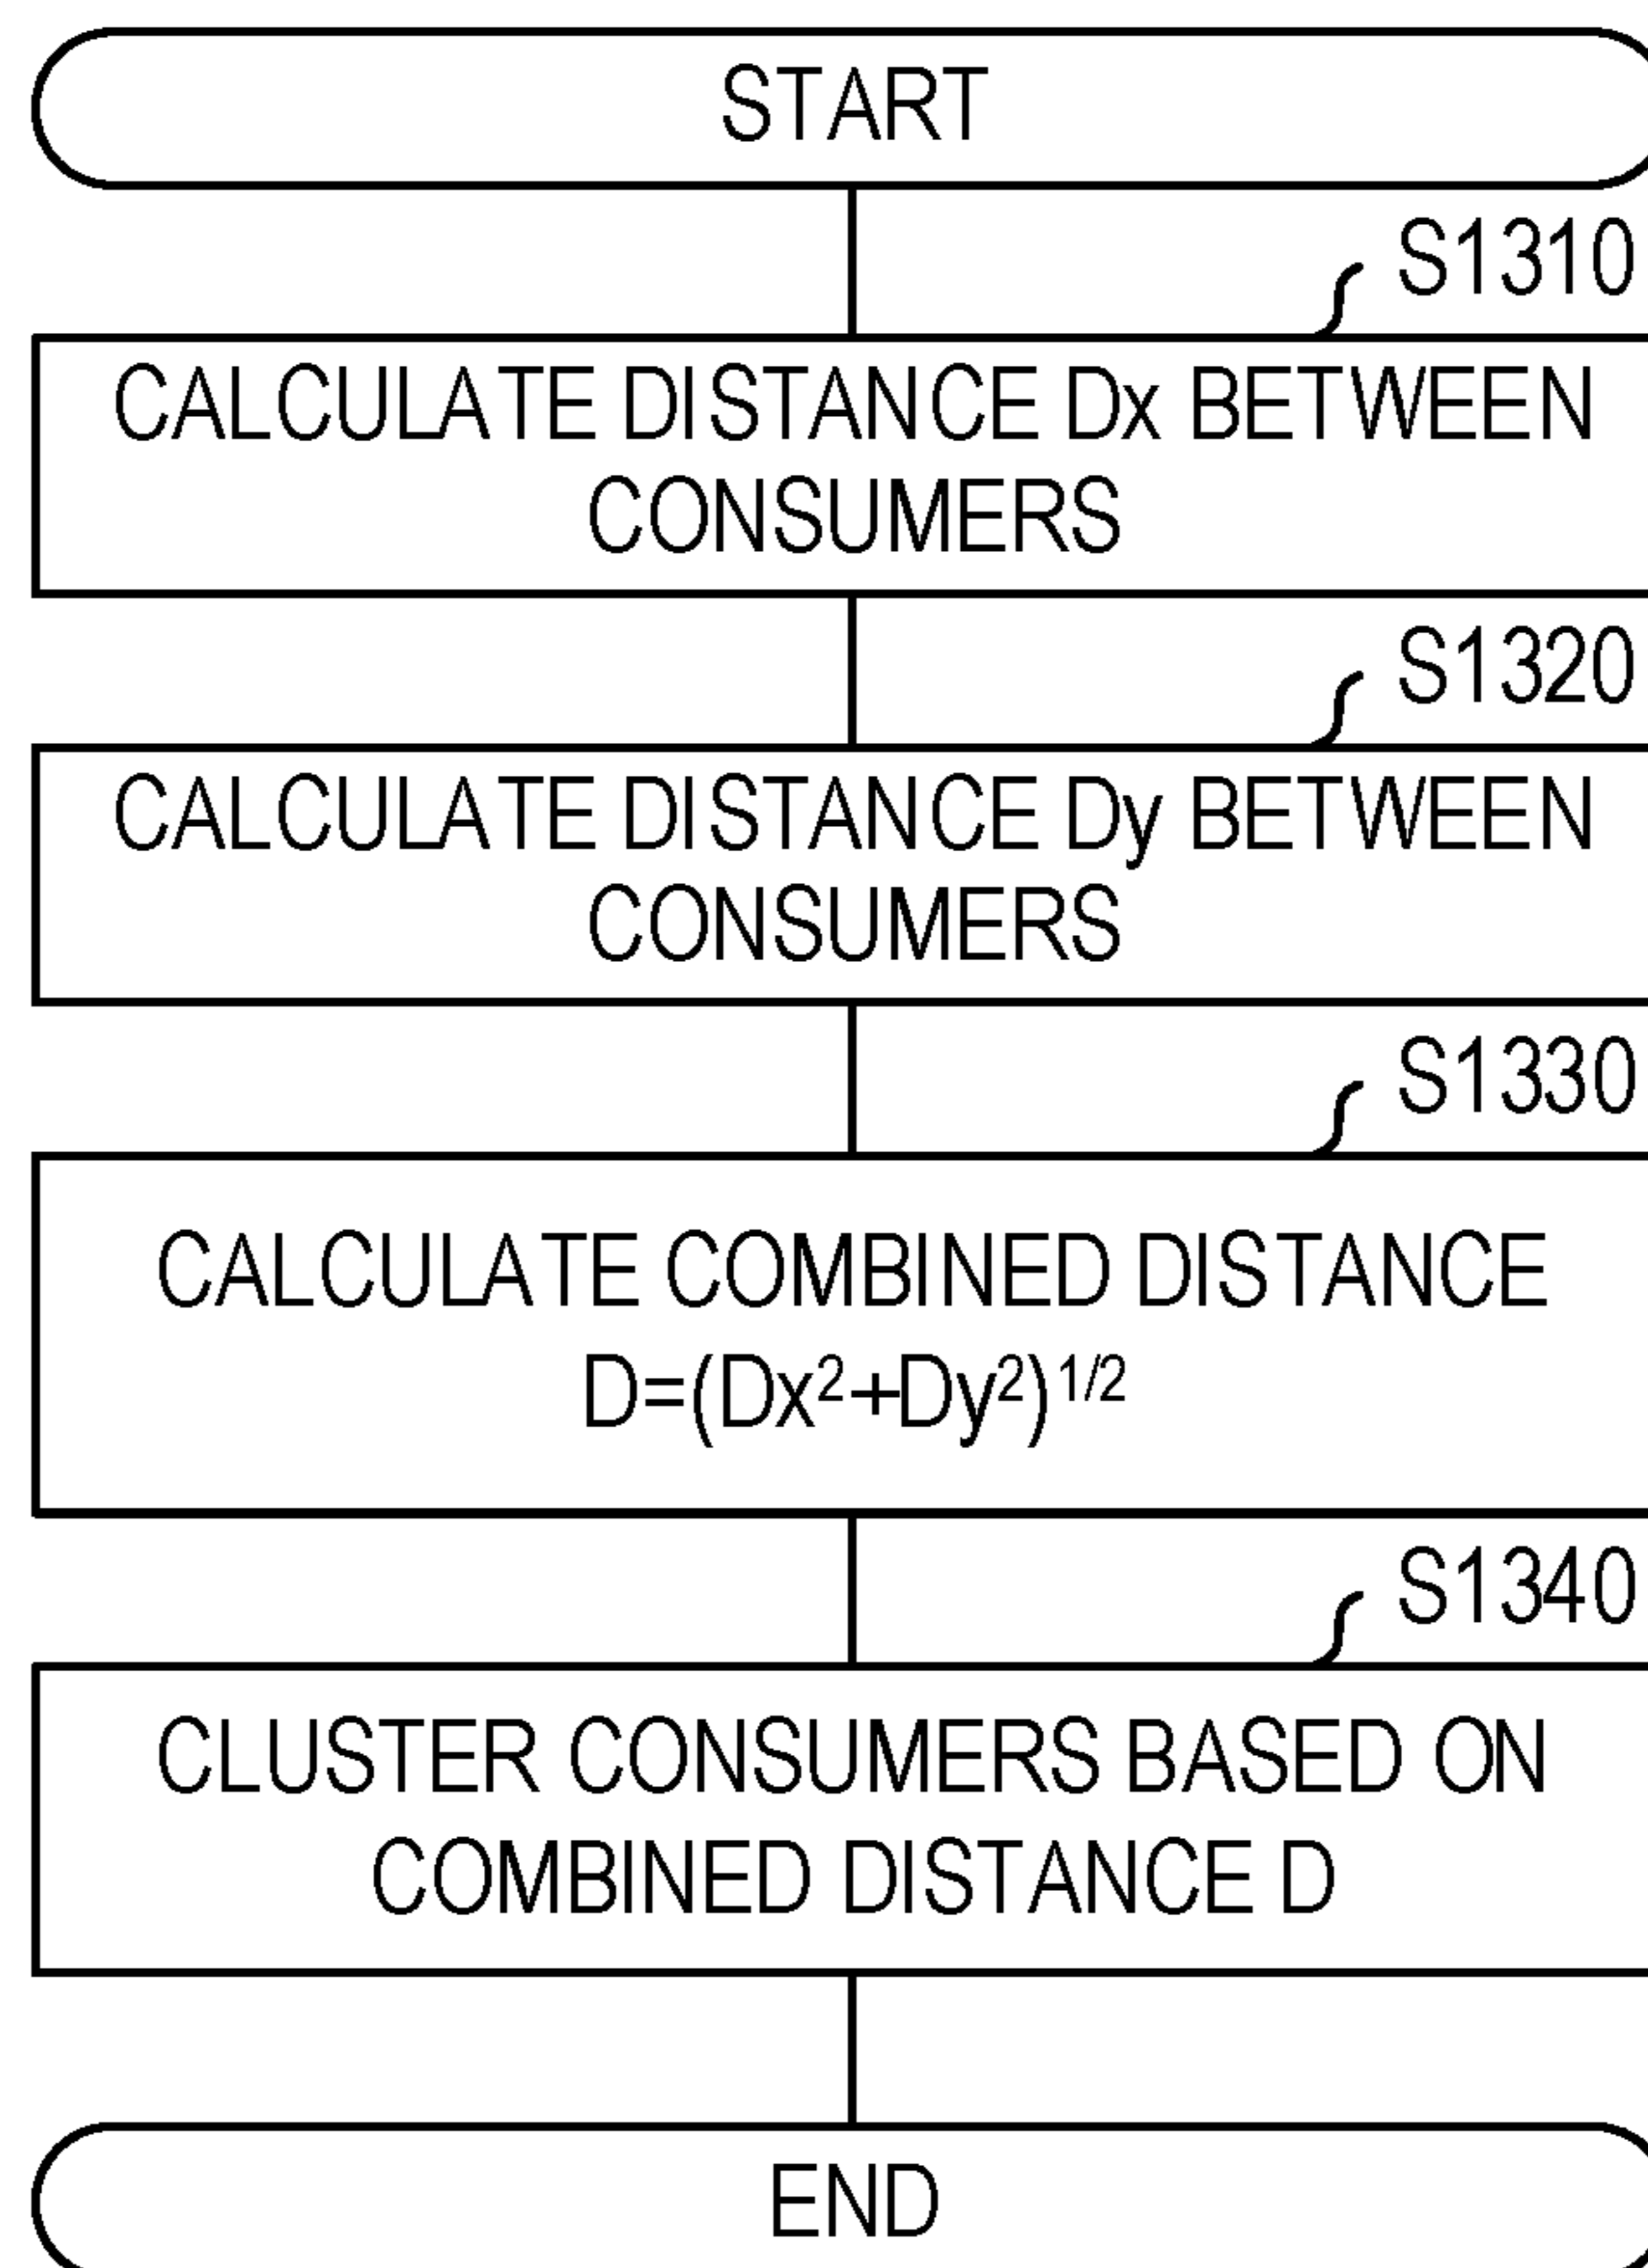 START
S1310
CALCULATE DISTANCE Dx BETWEEN
CONSUMERS
S1320
CALCULATE DISTANCE Dy BETWEEN
CONSUMERS
S1330
CALCULATE COMBINED DISTANCE
D=(Dx²+Dy²)¹/²
S1340
CLUSTER CONSUMERS BASED ON
COMBINED DISTANCE D
END